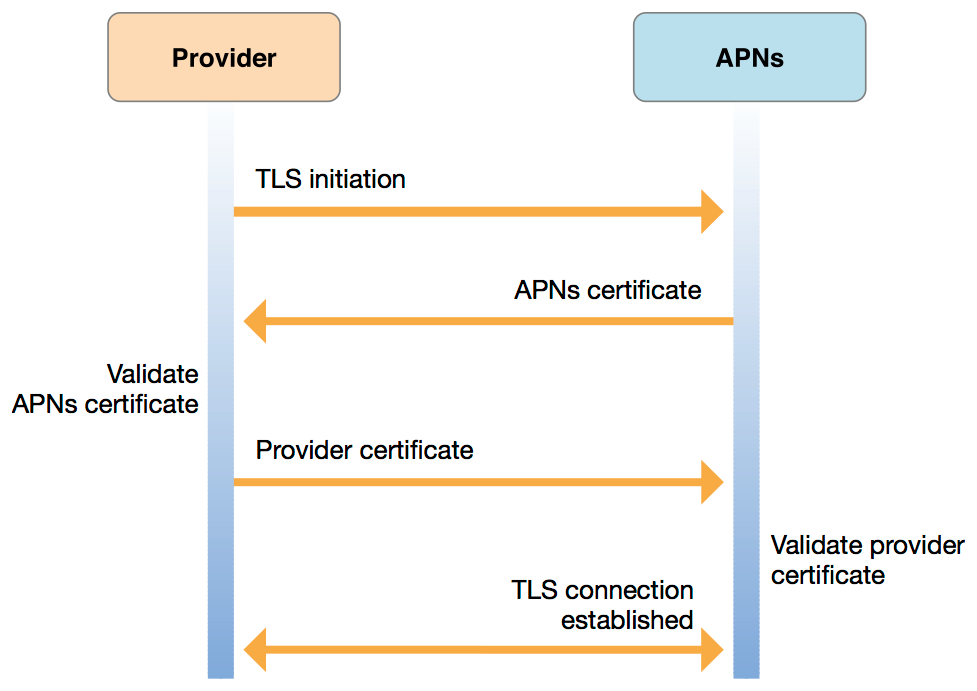 Provider
APNs
TLS initiation
APNs certificate
Validate
APNs certificate
Provider certificate
Validate provider
certificate
TLS connection
established